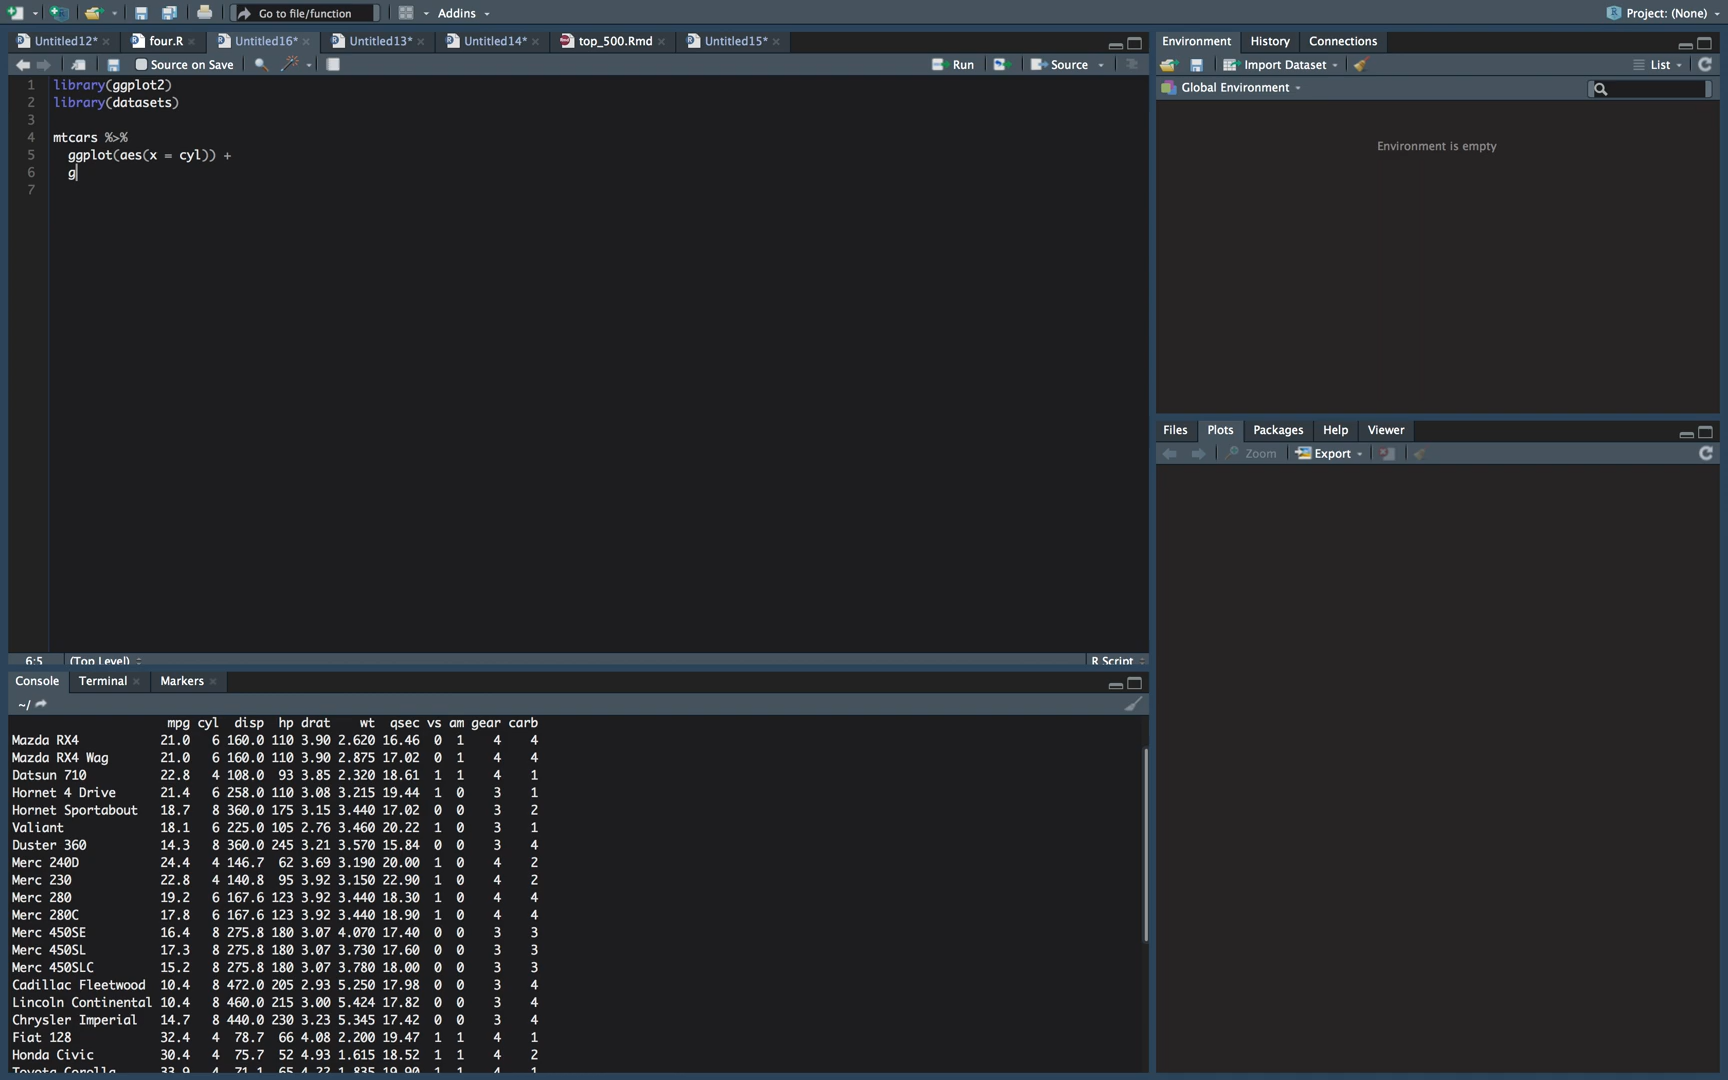 Go to file/function Addins Project: (None)
Untitled12* four.R Untitled16* Untitled13* Untitled14* top_500.Rmd Untitled15*
Source on Save Run Source
1 library(ggplot2)
2 library(datasets)
3
4 mtcars %>%
5 ggplot(aes(x = cyl)) +
6 g
7
6:5 (Top Level) R Script
Console Terminal Markers
~/
mpg cyl disp hp drat wt qsec vs am gear carb
Mazda RX4 21.0 6 160.0 110 3.90 2.620 16.46 0 1 4 4
Mazda RX4 Wag 21.0 6 160.0 110 3.90 2.875 17.02 0 1 4 4
Datsun 710 22.8 4 108.0 93 3.85 2.320 18.61 1 1 4 1
Hornet 4 Drive 21.4 6 258.0 110 3.08 3.215 19.44 1 0 3 1
Hornet Sportabout 18.7 8 360.0 175 3.15 3.440 17.02 0 0 3 2
Valiant 18.1 6 225.0 105 2.76 3.460 20.22 1 0 3 1
Duster 360 14.3 8 360.0 245 3.21 3.570 15.84 0 0 3 4
Merc 240D 24.4 4 146.7 62 3.69 3.190 20.00 1 0 4 2
Merc 230 22.8 4 140.8 95 3.92 3.150 22.90 1 0 4 2
Merc 280 19.2 6 167.6 123 3.92 3.440 18.30 1 0 4 4
Merc 280C 17.8 6 167.6 123 3.92 3.440 18.90 1 0 4 4
Merc 450SE 16.4 8 275.8 180 3.07 4.070 17.40 0 0 3 3
Merc 450SL 17.3 8 275.8 180 3.07 3.730 17.60 0 0 3 3
Merc 450SLC 15.2 8 275.8 180 3.07 3.780 18.00 0 0 3 3
Cadillac Fleetwood 10.4 8 472.0 205 2.93 5.250 17.98 0 0 3 4
Lincoln Continental 10.4 8 460.0 215 3.00 5.424 17.82 0 0 3 4
Chrysler Imperial 14.7 8 440.0 230 3.23 5.345 17.42 0 0 3 4
Fiat 128 32.4 4 78.7 66 4.08 2.200 19.47 1 1 4 1
Honda Civic 30.4 4 75.7 52 4.93 1.615 18.52 1 1 4 2
Toyota Corolla 33.9 4 71.1 65 4.22 1.835 19.90 1 1 4 1
Environment History Connections
Import Dataset List
Global Environment
Environment is empty
Files Plots Packages Help Viewer
Zoom Export